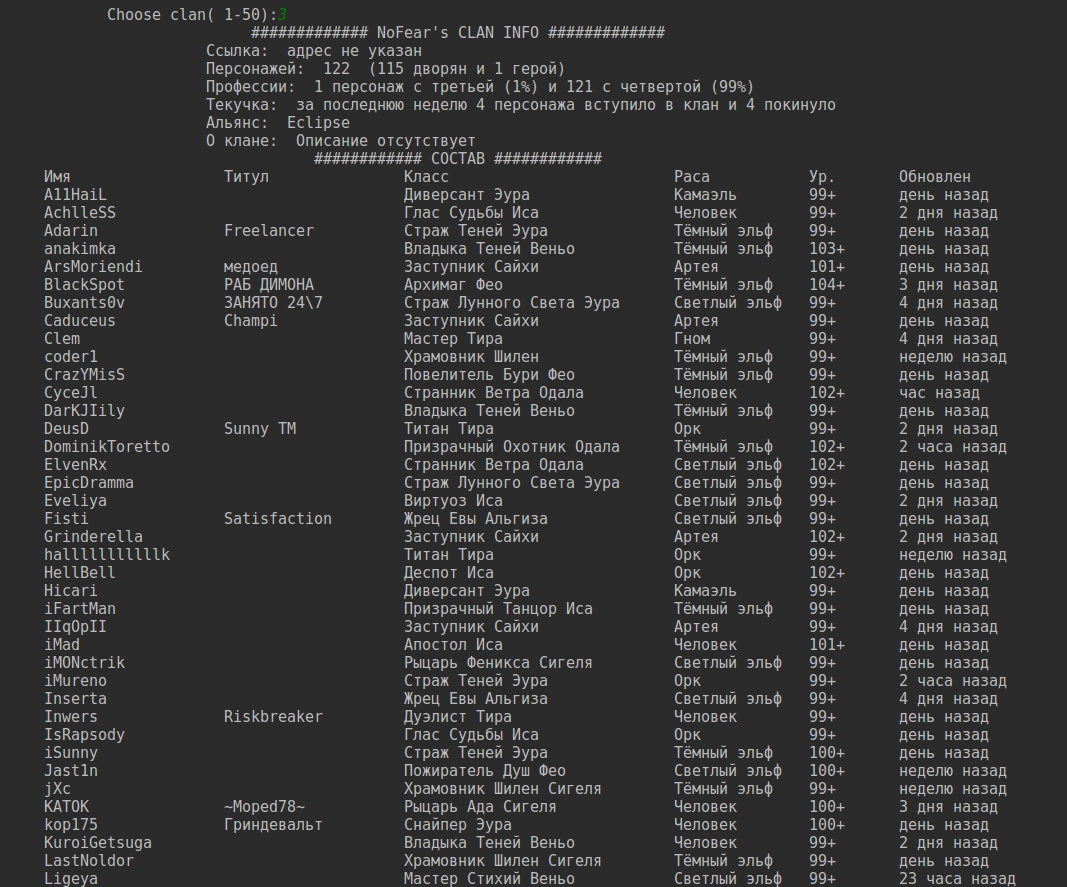 Choose clan( 1-50):3
############# NoFear's CLAN INFO #############
Ссылка:  адрес не указан
Персонажей:  122  (115 дворян и 1 герой)
Профессии:  1 персонаж с третьей (1%) и 121 с четвертой (99%)
Текучка:  за последнюю неделю 4 персонажа вступило в клан и 4 покинуло
Альянс:  Eclipse
О клане:  Описание отсутствует
############ СОСТАВ ############
Имя Титул Класс Раса Ур. Обновлен
A11HaiL Диверсант Эура Камаэль 99+ день назад
AchlleSS Глас Судьбы Иса Человек 99+ 2 дня назад
Adarin Freelancer Страж Теней Эура Тёмный эльф 99+ день назад
anakimka Владыка Теней Веньо Тёмный эльф 103+ день назад
ArsMoriendi медоед Заступник Сайхи Артея 101+ день назад
BlackSpot РАБ ДИМОНА Архимаг Фео Тёмный эльф 104+ 3 дня назад
Buxants0v ЗАНЯТО 24\7 Страж Лунного Света Эура Светлый эльф 99+ 4 дня назад
Caduceus Champi Заступник Сайхи Артея 99+ день назад
Clem Мастер Тира Гном 99+ 4 дня назад
coder1 Храмовник Шилен Тёмный эльф 99+ неделю назад
CrazYMisS Повелитель Бури Фео Тёмный эльф 99+ день назад
CyceJl Странник Ветра Одала Человек 102+ час назад
DarKJIily Владыка Теней Веньо Тёмный эльф 99+ день назад
DeusD Sunny TM Титан Тира Орк 99+ 2 дня назад
DominikToretto Призрачный Охотник Одала Тёмный эльф 102+ 2 часа назад
ElvenRx Странник Ветра Одала Светлый эльф 102+ день назад
EpicDramma Страж Лунного Света Эура Светлый эльф 99+ день назад
Eveliya Виртуоз Иса Светлый эльф 99+ 2 дня назад
Fisti Satisfaction Жрец Евы Альгиза Светлый эльф 99+ день назад
Grinderella Заступник Сайхи Артея 102+ 2 дня назад
halllllllllllk Титан Тира Орк 99+ неделю назад
HellBell Деспот Иса Орк 102+ день назад
Hicari Диверсант Эура Камаэль 99+ день назад
iFartMan Призрачный Танцор Иса Тёмный эльф 99+ день назад
IIqOpII Заступник Сайхи Артея 99+ 4 дня назад
iMad Апостол Иса Человек 101+ день назад
iMONctrik Рыцарь Феникса Сигеля Светлый эльф 99+ день назад
iMureno Страж Теней Эура Орк 99+ 2 часа назад
Inserta Жрец Евы Альгиза Светлый эльф 99+ 4 дня назад
Inwers Riskbreaker Дуэлист Тира Человек 99+ день назад
IsRapsody Глас Судьбы Иса Орк 99+ день назад
iSunny Страж Теней Эура Тёмный эльф 100+ день назад
Jast1n Пожиратель Душ Фео Светлый эльф 100+ неделю назад
jXc Храмовник Шилен Сигеля Тёмный эльф 99+ неделю назад
KATOK ~Moped78~ Рыцарь Ада Сигеля Человек 100+ 3 дня назад
kop175 Гриндевальт Снайпер Эура Человек 100+ день назад
KuroiGetsuga Владыка Теней Веньо Человек 99+ 2 дня назад
LastNoldor Храмовник Шилен Сигеля Тёмный эльф 99+ день назад
Ligeya Мастер Стихий Веньо Человек 99+ 23 часа назад